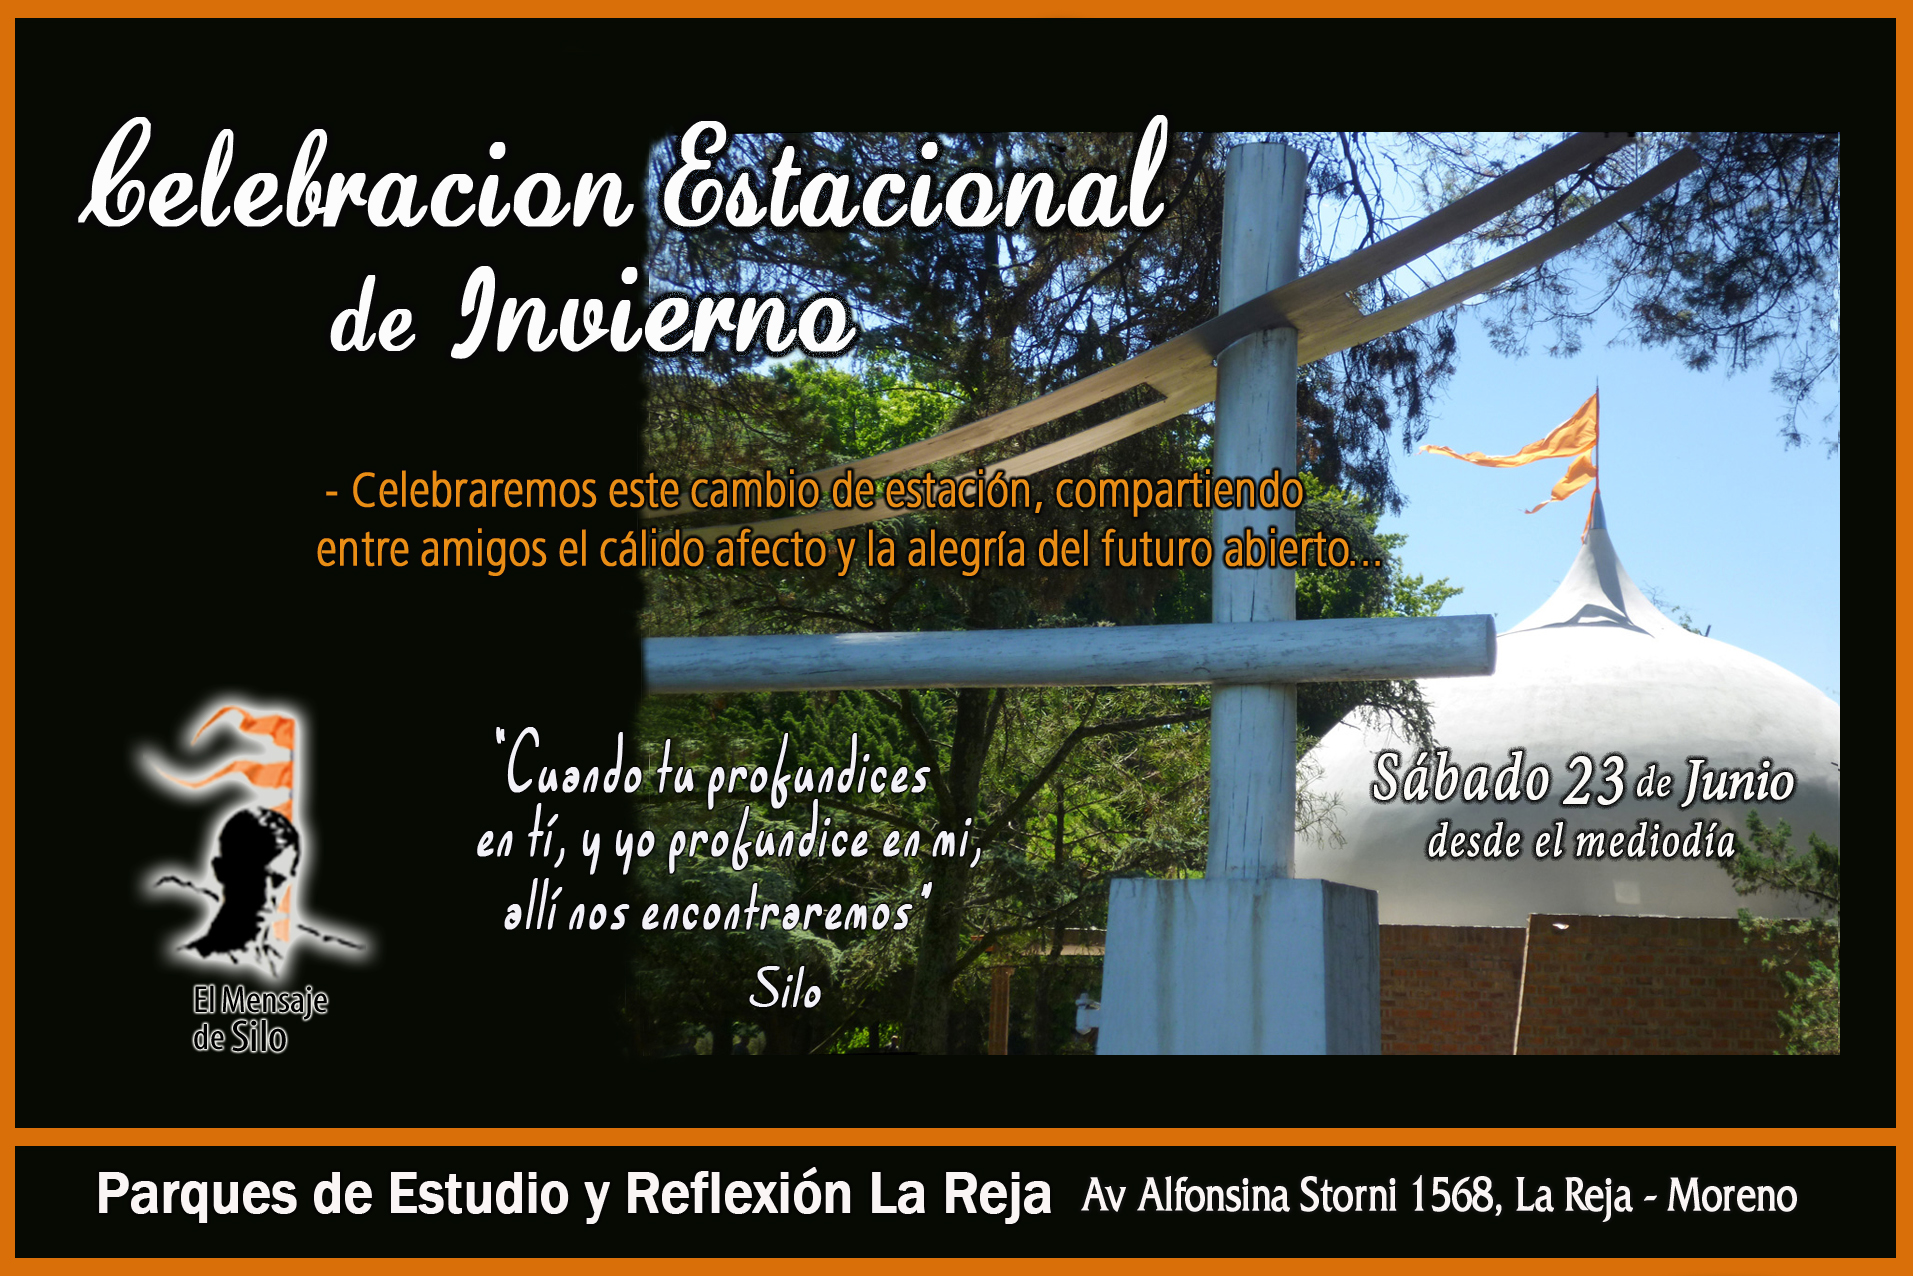 Celebracion Estacional
de Invierno
- Celebraremos este cambio de estación, compartiendo
entre amigos el cálido afecto y la alegría del futuro abierto...
"Cuando tu profundices
en tí, y yo profundice en mi,
allí nos encontraremos"
Silo
Sábado 23 de Junio
desde el mediodía
El Mensaje
de Silo
Parques de Estudio y Reflexión La Reja Av Alfonsina Storni 1568, La Reja - Moreno